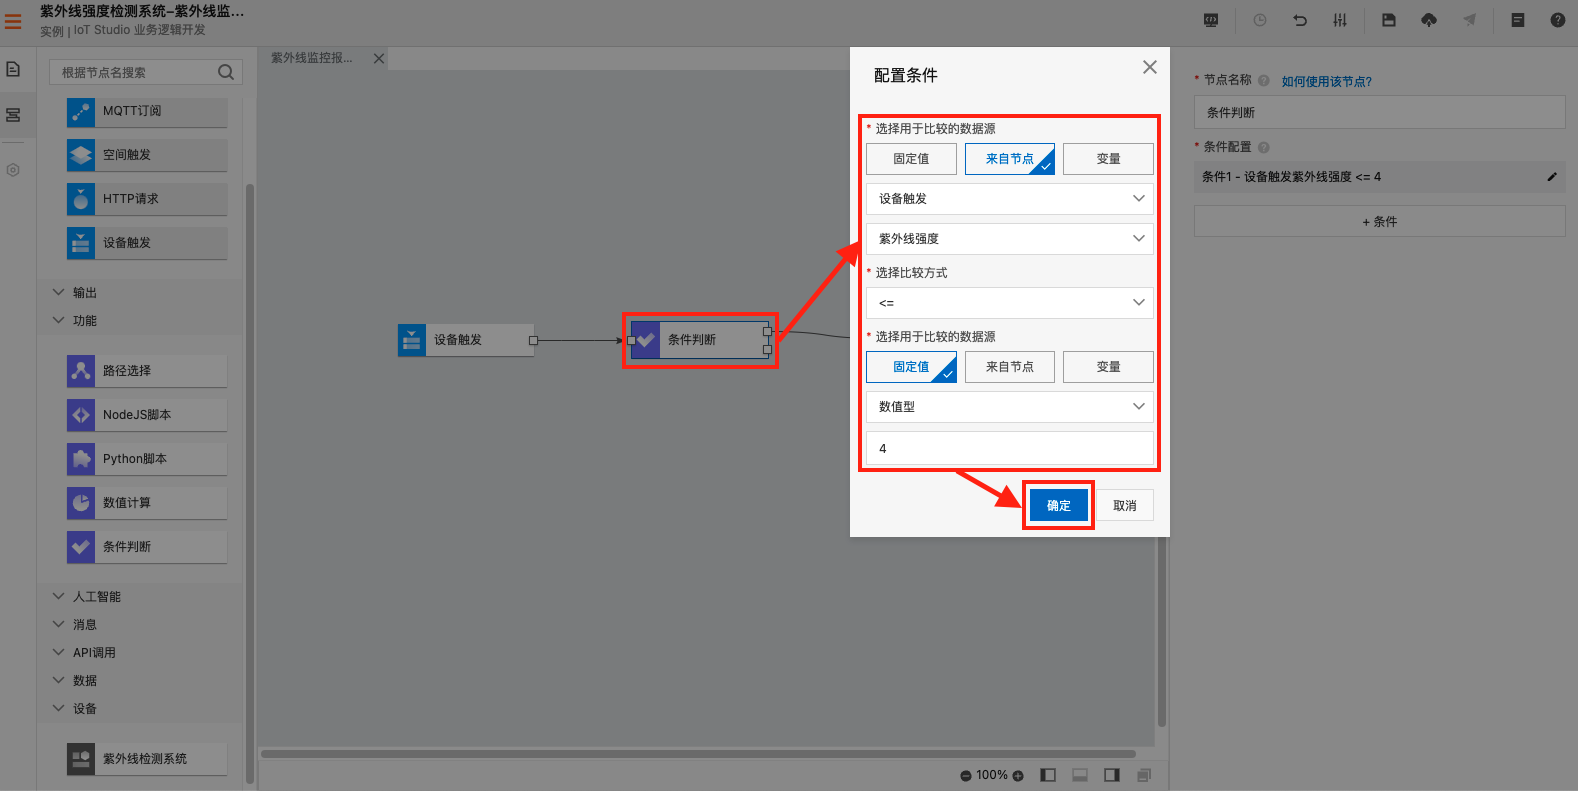 紫外线强度检测系统–紫外线监...
实例 | IoT Studio 业务逻辑开发
根据节点名搜索
MQTT订阅
空间触发
HTTP请求
设备触发
输出
功能
路径选择
NodeJS脚本
Python脚本
数值计算
条件判断
人工智能
消息
API调用
数据
设备
紫外线检测系统
紫外线监控报...
设备触发
条件判断
100%
配置条件
* 选择用于比较的数据源
固定值
来自节点
变量
设备触发
紫外线强度
* 选择比较方式
<=
* 选择用于比较的数据源
固定值
来自节点
变量
数值型
4
确定
取消
* 节点名称
如何使用该节点?
条件判断
* 条件配置
条件1 - 设备触发紫外线强度 <= 4
+ 条件